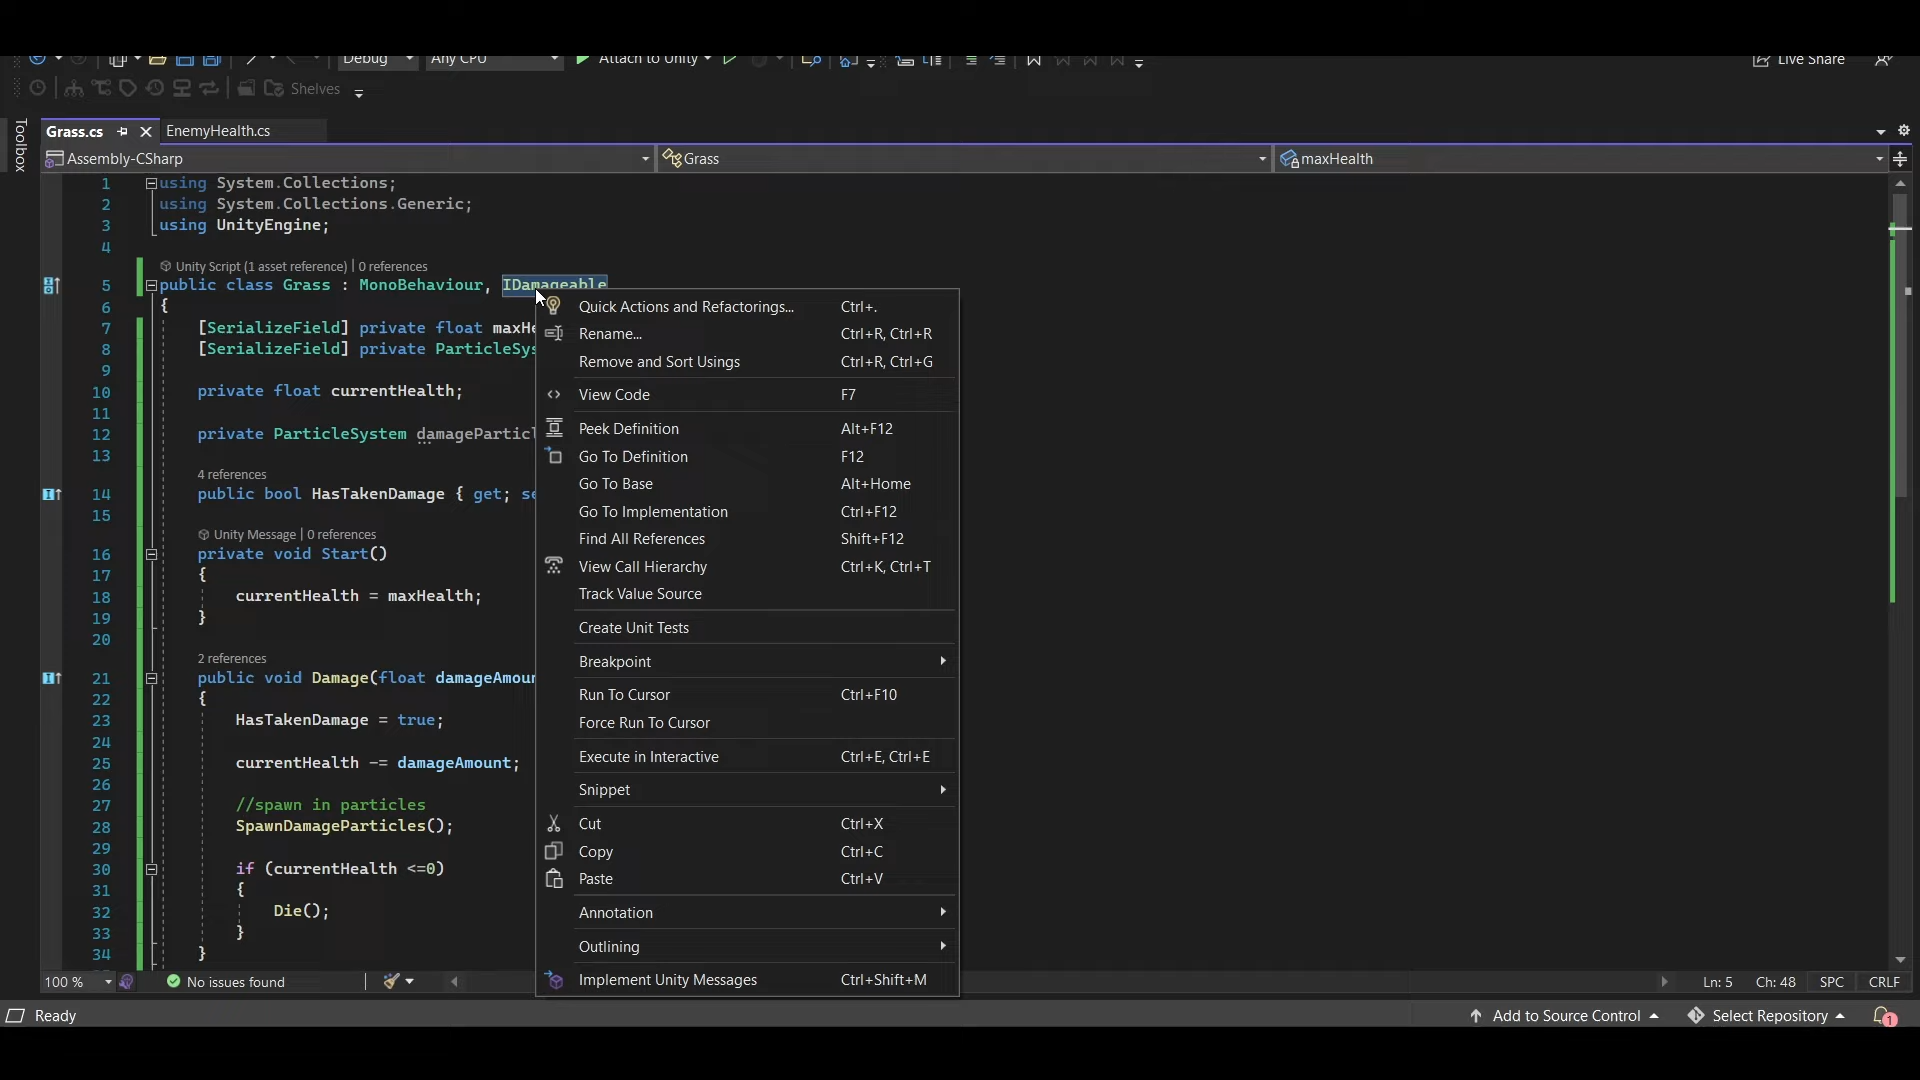 Debug
Any CPU
Attach to Unity
Live Share
Shelves
Toolbox
Grass.cs
EnemyHealth.cs
Assembly-CSharp
Grass
maxHealth
1 using System.Collections;
2 using System.Collections.Generic;
3 using UnityEngine;
4
Unity Script (1 asset reference) | 0 references
5 public class Grass : MonoBehaviour, IDamageable
6 {
7 [SerializeField] private float maxHe
8 [SerializeField] private ParticleSys
9
10 private float currentHealth;
11
12 private ParticleSystem damageParticl
13
4 references
14 public bool HasTakenDamage { get; se
15
Unity Message | 0 references
16 private void Start()
17 {
18 currentHealth = maxHealth;
19 }
20
2 references
21 public void Damage(float damageAmoun
22 {
23 HasTakenDamage = true;
24
25 currentHealth -= damageAmount;
26
27 //spawn in particles
28 SpawnDamageParticles();
29
30 if (currentHealth <=0)
31 {
32 Die();
33 }
34 }
Quick Actions and Refactorings... Ctrl+.
Rename... Ctrl+R, Ctrl+R
Remove and Sort Usings Ctrl+R, Ctrl+G
View Code F7
Peek Definition Alt+F12
Go To Definition F12
Go To Base Alt+Home
Go To Implementation Ctrl+F12
Find All References Shift+F12
View Call Hierarchy Ctrl+K, Ctrl+T
Track Value Source
Create Unit Tests
Breakpoint
Run To Cursor Ctrl+F10
Force Run To Cursor
Execute in Interactive Ctrl+E, Ctrl+E
Snippet
Cut Ctrl+X
Copy Ctrl+C
Paste Ctrl+V
Annotation
Outlining
Implement Unity Messages Ctrl+Shift+M
100 %
No issues found
Ln: 5 Ch: 48 SPC CRLF
Ready
Add to Source Control
Select Repository
1